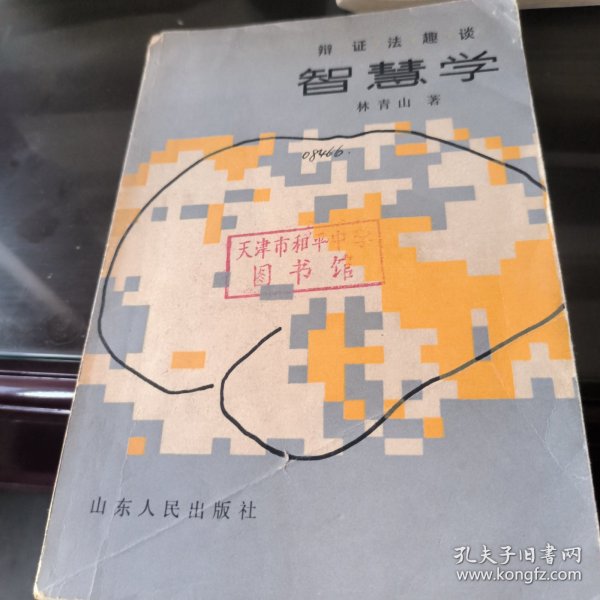 辩证法趣谈
智慧学
林青山 著
08466.
天津市和平中学
图书馆
山东人民出版社
孔夫子旧书网
www.kongfz.com